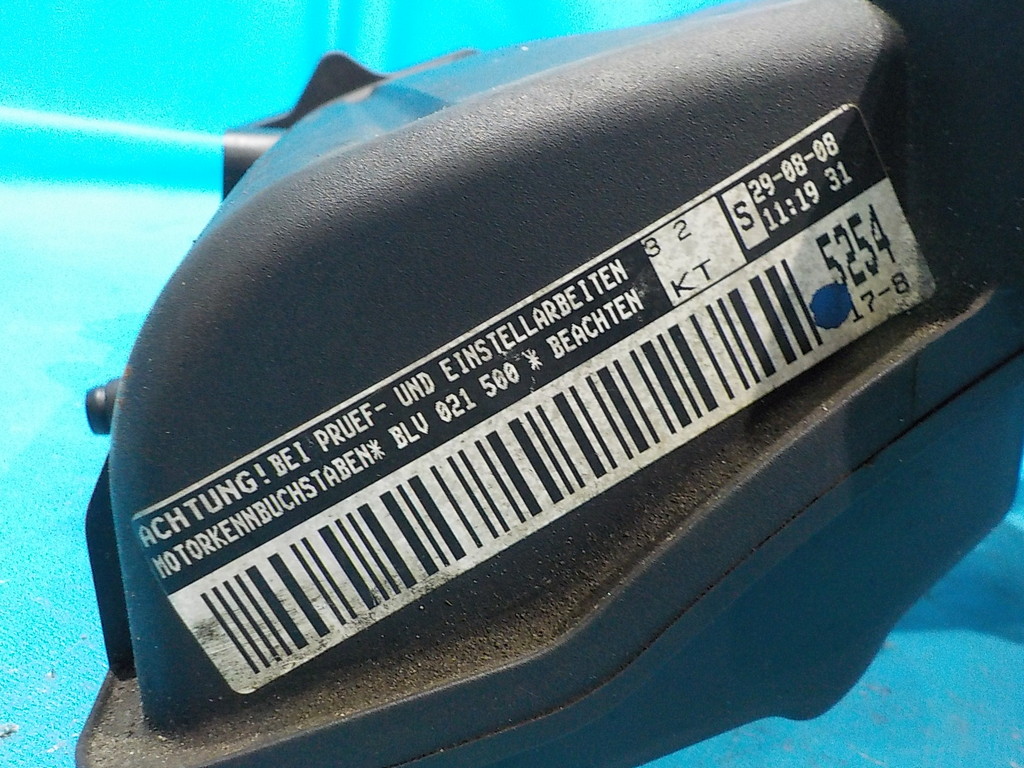 ACHTUNG! BEI PRUEF- UND EINSTELLARBEITEN
MOTORKENNBUCHSTABEN* BLV 021 500 * BEACHTEN
3 2
KT
S
29-08-08
11:19 31
5254
17-8